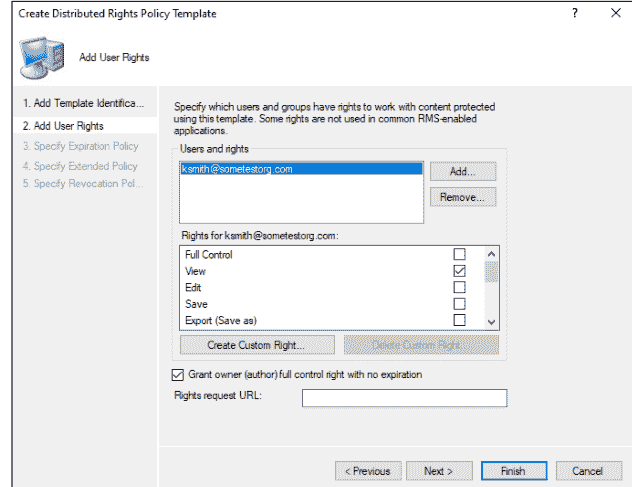 Create Distributed Rights Policy Template
? ×
Add User Rights
1. Add Template Identifica...
2. Add User Rights
3. Specify Expiration Policy
4. Specify Extended Policy
5. Specify Revocation Pol...
Specify which users and groups have rights to work with content protected
using this template. Some rights are not used in common RMS-enabled
applications.
Users and rights
ksmith@sometestorg.com
Add...
Remove...
Rights for ksmith@sometestorg.com:
Full Control
View
Edit
Save
Export (Save as)
Create Custom Right...
Delete Custom Right...
Grant owner (author) full control right with no expiration
Rights request URL:
< Previous
Next >
Finish
Cancel